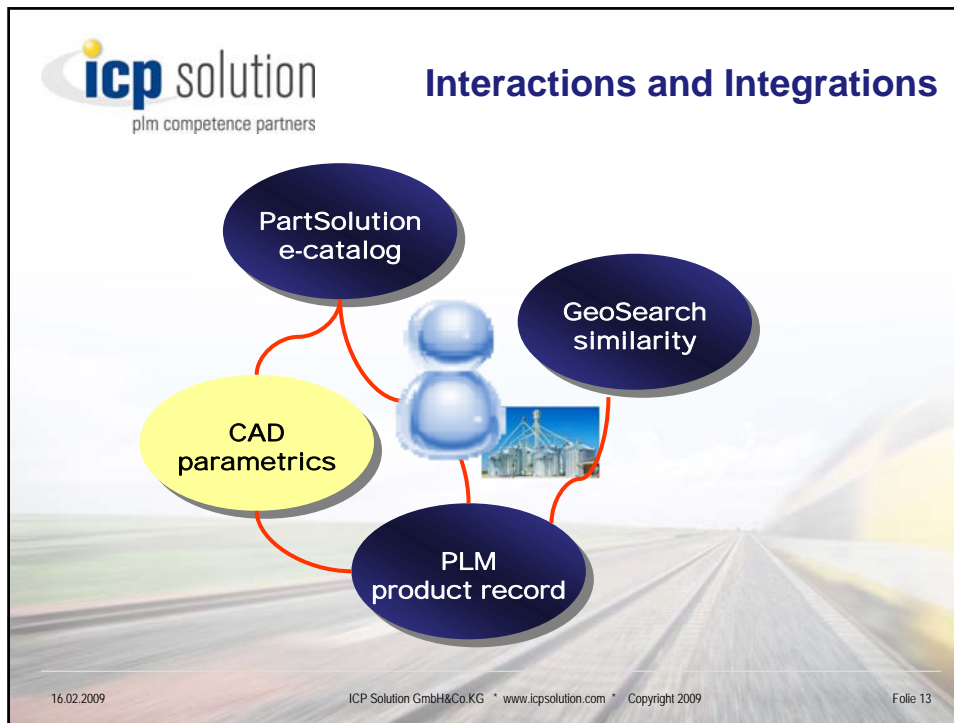 icp solution
plm competence partners
Interactions and Integrations
PartSolution
e-catalog
GeoSearch
similarity
CAD
parametrics
PLM
product record
16.02.2009
ICP Solution GmbH&Co.KG * www.icpsolution.com * Copyright 2009
Folie 13